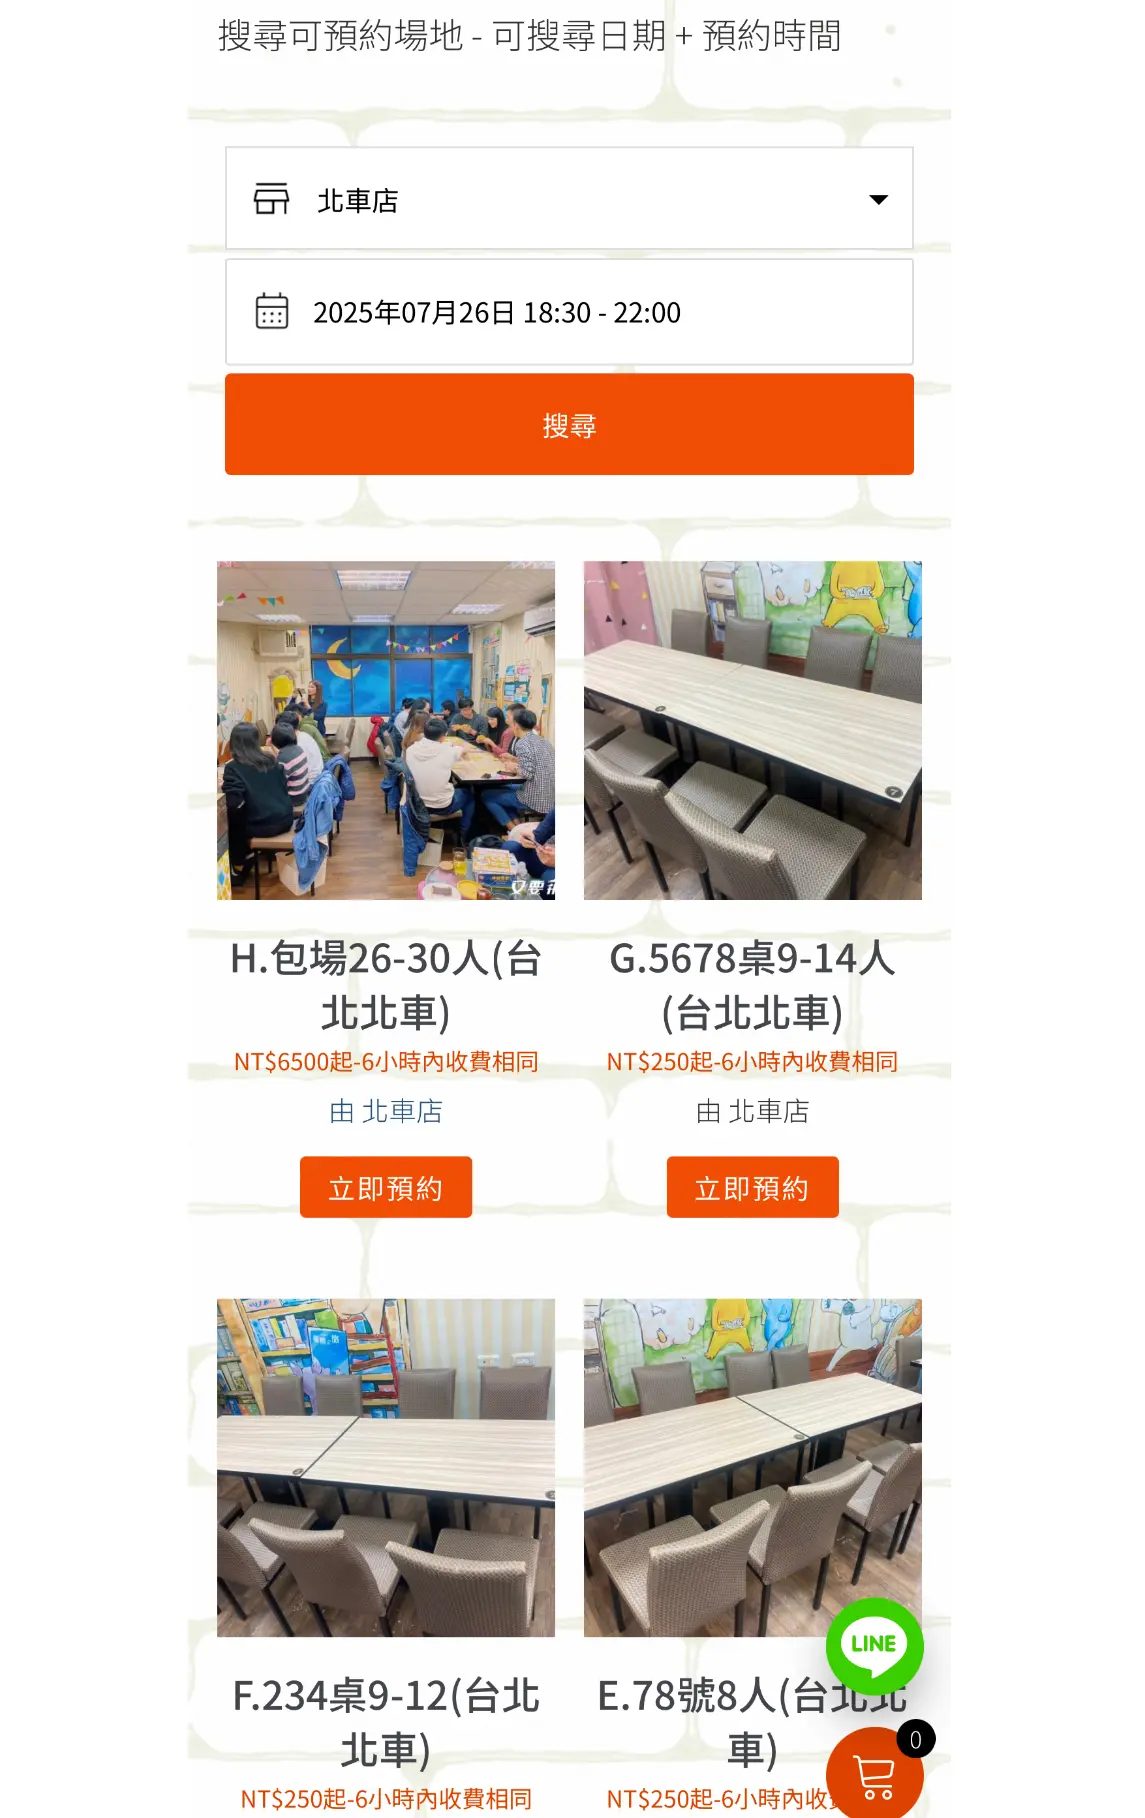 搜尋可預約場地 - 可搜尋日期 + 預約時間
北車店
2025年07月26日 18:30 - 22:00
搜尋
H.包場26-30人(台
北北車)
NT$6500起-6小時內收費相同
由 北車店
立即預約
G.5678桌9-14人
(台北北車)
NT$250起-6小時內收費相同
由 北車店
立即預約
F.234桌9-12(台北
北車)
NT$250起-6小時內收費相同
E.78號8人(台北北
車)
NT$250起-6小時內收
LINE
0
又要
7